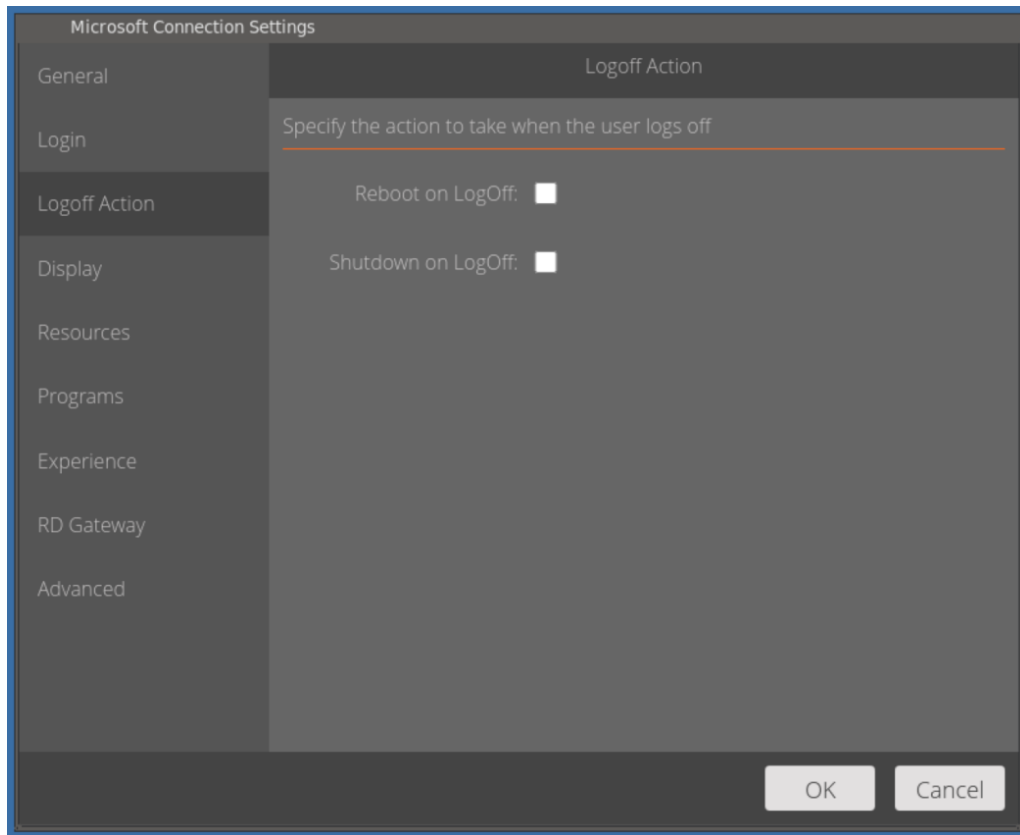 Microsoft Connection Settings
General
Login
Logoff Action
Display
Resources
Programs
Experience
RD Gateway
Advanced
Logoff Action
Specify the action to take when the user logs off
Reboot on LogOff:
Shutdown on LogOff:
OK
Cancel